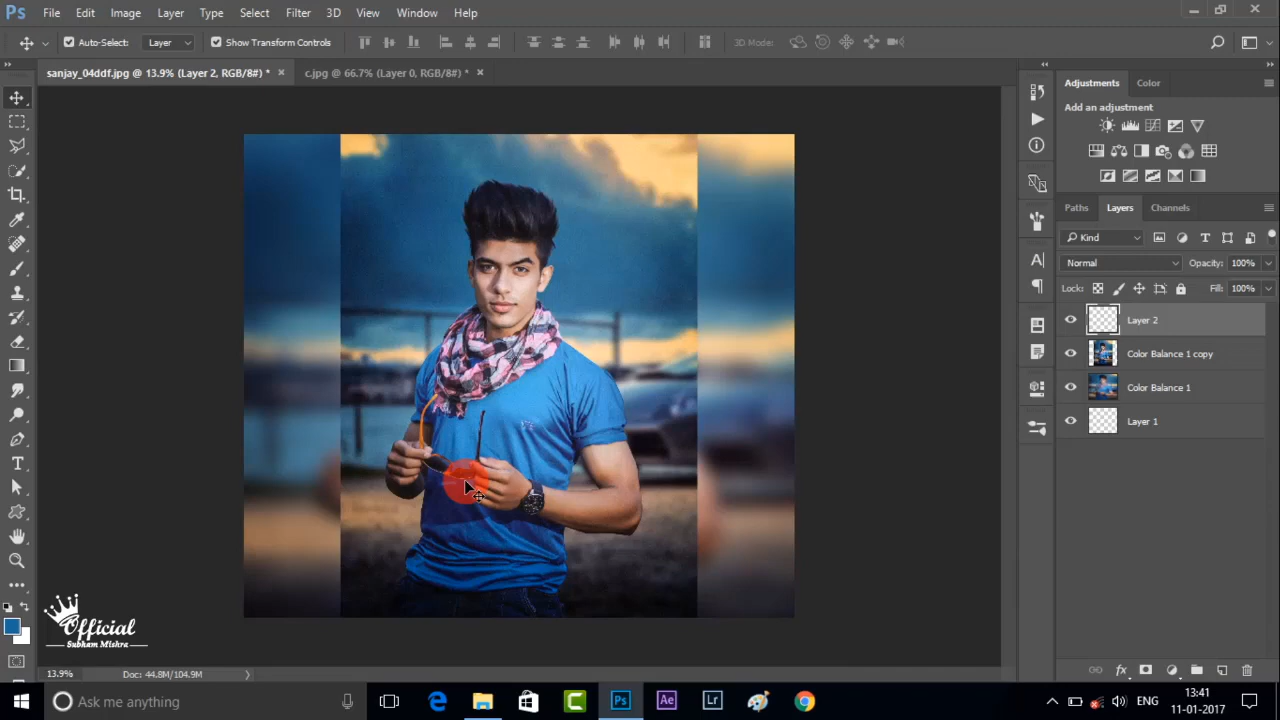 Ps File Edit Image Layer Type Select Filter 3D View Window Help
Auto-Select: Layer Show Transform Controls 3D Mode:
sanjay_04ddf.jpg @ 13.9% (Layer 2, RGB/8#) * × c.jpg @ 66.7% (Layer 0, RGB/8#) * ×
Adjustments Color
Add an adjustment
Paths Layers Channels
Kind
Normal Opacity: 100%
Lock: Fill: 100%
Layer 2
Color Balance 1 copy
Color Balance 1
Layer 1
Official
Subham Mishra
13.9% Doc: 44.8M/104.9M
Ask me anything
Ps Ae Lr
ENG
13:41
11-01-2017